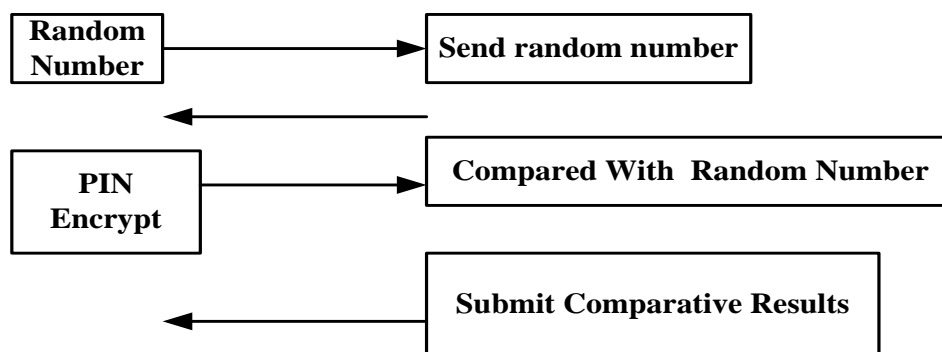 Random
Number
Send random number
PIN
Encrypt
Compared With Random Number
Submit Comparative Results